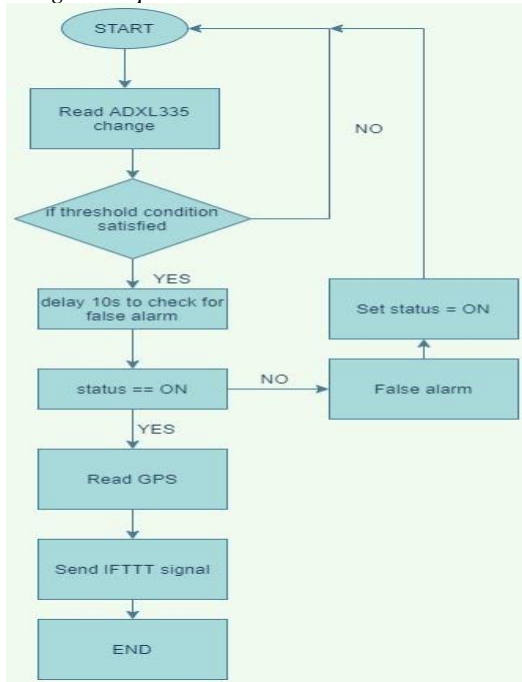 START
Read ADXL335
change
NO
if threshold condition
satisfied
YES
delay 10s to check for
false alarm
Set status = ON
status == ON
NO
False alarm
YES
Read GPS
Send IFTTT signal
END